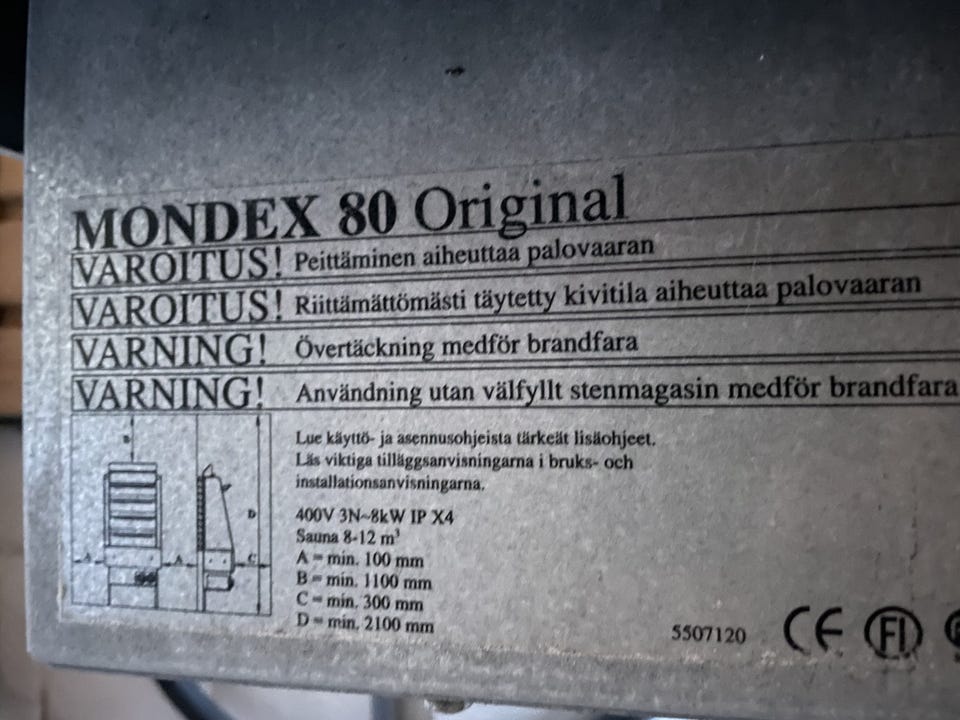 MONDEX 80 Original
VAROITUS! Peittäminen aiheuttaa palovaaran
VAROITUS! Riittämättömästi täytetty kivitila aiheuttaa palovaaran
VARNING! Övertäckning medför brandfara
VARNING! Användning utan välfyllt stenmagasin medför brandfara
Lue käyttö- ja asennusohjeista tärkeät lisäohjeet.
Läs viktiga tilläggsanvisningarna i bruks- och
installationsanvisningarna.
400V 3N~8kW IP X4
Sauna 8-12 m³
A = min. 100 mm
B = min. 1100 mm
C = min. 300 mm
D = min. 2100 mm
B
D
A
A
C
5507120
CE
FI